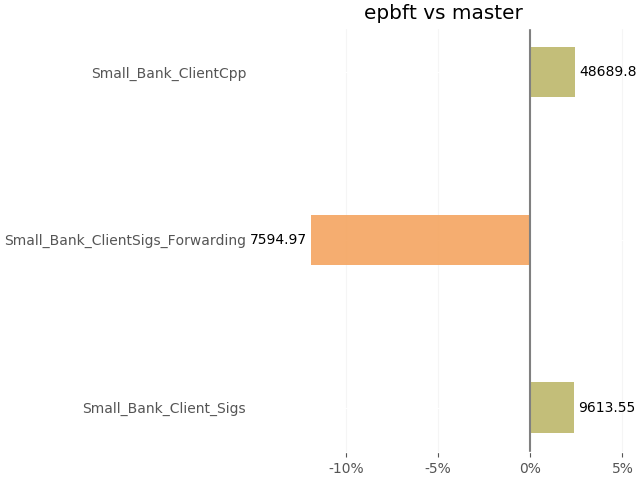 epbft vs master
Small_Bank_ClientCpp 48689.8
Small_Bank_ClientSigs_Forwarding 7594.97
Small_Bank_Client_Sigs 9613.55
-10% -5% 0% 5%